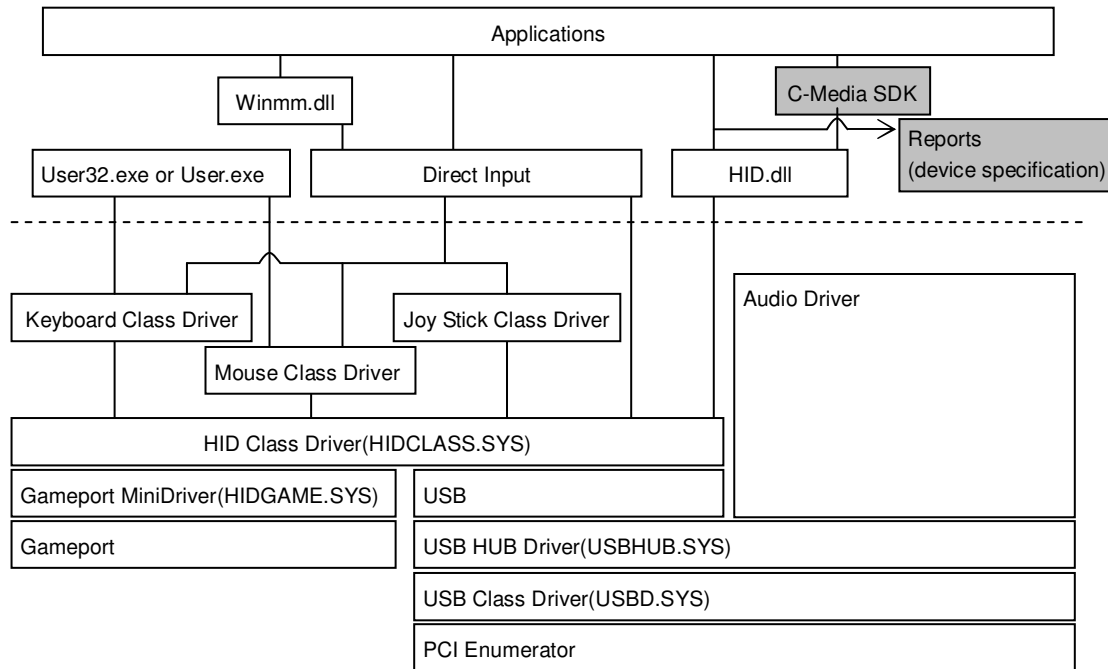 Applications
Winmm.dll
C-Media SDK
Reports
(device specification)
User32.exe or User.exe
Direct Input
HID.dll
Audio Driver
Keyboard Class Driver
Joy Stick Class Driver
Mouse Class Driver
HID Class Driver(HIDCLASS.SYS)
Gameport MiniDriver(HIDGAME.SYS)
USB
Gameport
USB HUB Driver(USBHUB.SYS)
USB Class Driver(USBD.SYS)
PCI Enumerator